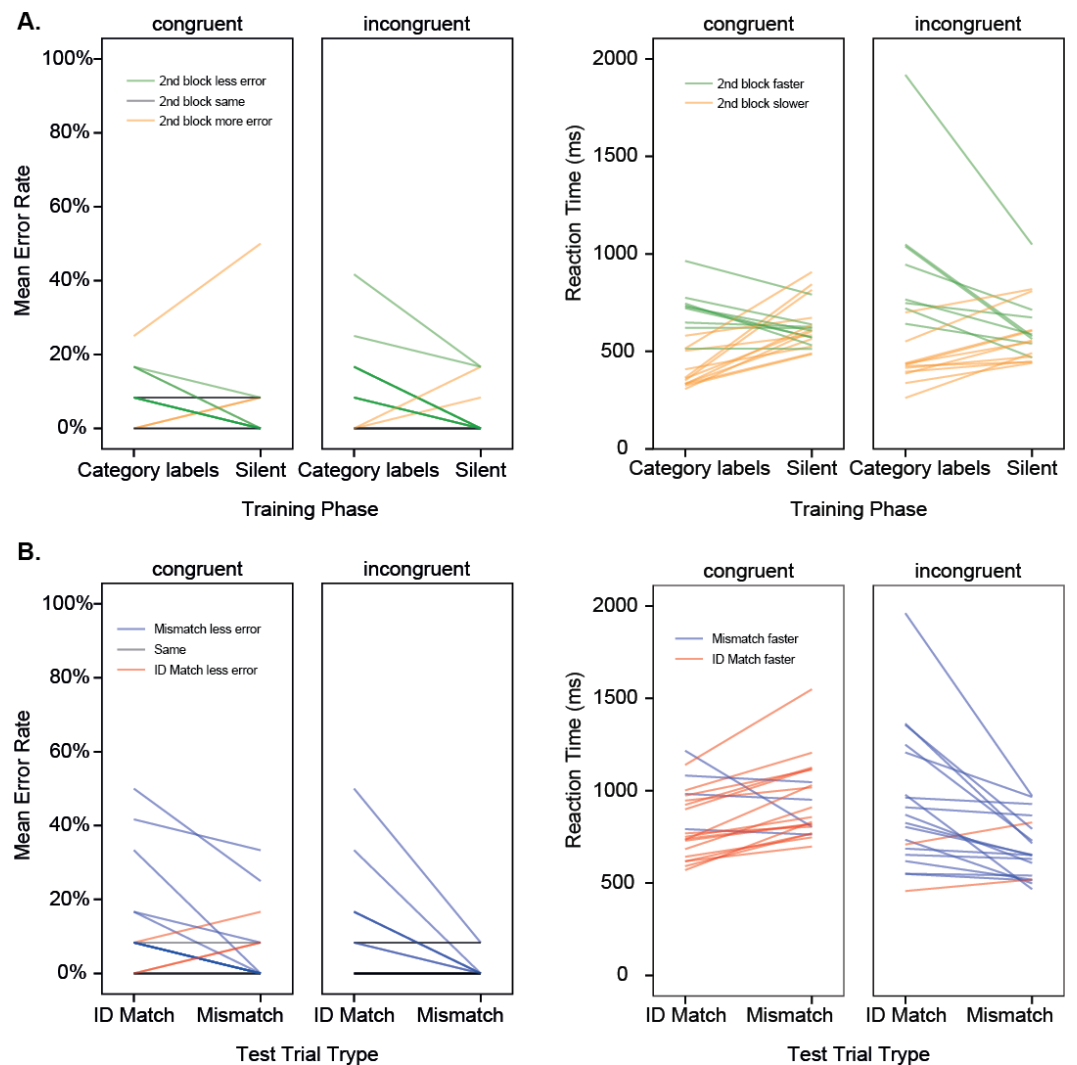 A.
congruent
incongruent
congruent
incongruent
100%
80%
60%
40%
20%
0%
Mean Error Rate
2nd block less error
2nd block same
2nd block more error
Category labels
Silent
Category labels
Silent
Training Phase
2000
1500
1000
500
0
Reaction Time (ms)
2nd block faster
2nd block slower
Category labels
Silent
Category labels
Silent
Training Phase
B.
congruent
incongruent
congruent
incongruent
100%
80%
60%
40%
20%
0%
Mean Error Rate
Mismatch less error
Same
ID Match less error
ID Match
Mismatch
ID Match
Mismatch
Test Trial Trype
2000
1500
1000
500
0
Reaction Time (ms)
Mismatch faster
ID Match faster
ID Match
Mismatch
ID Match
Mismatch
Test Trial Trype